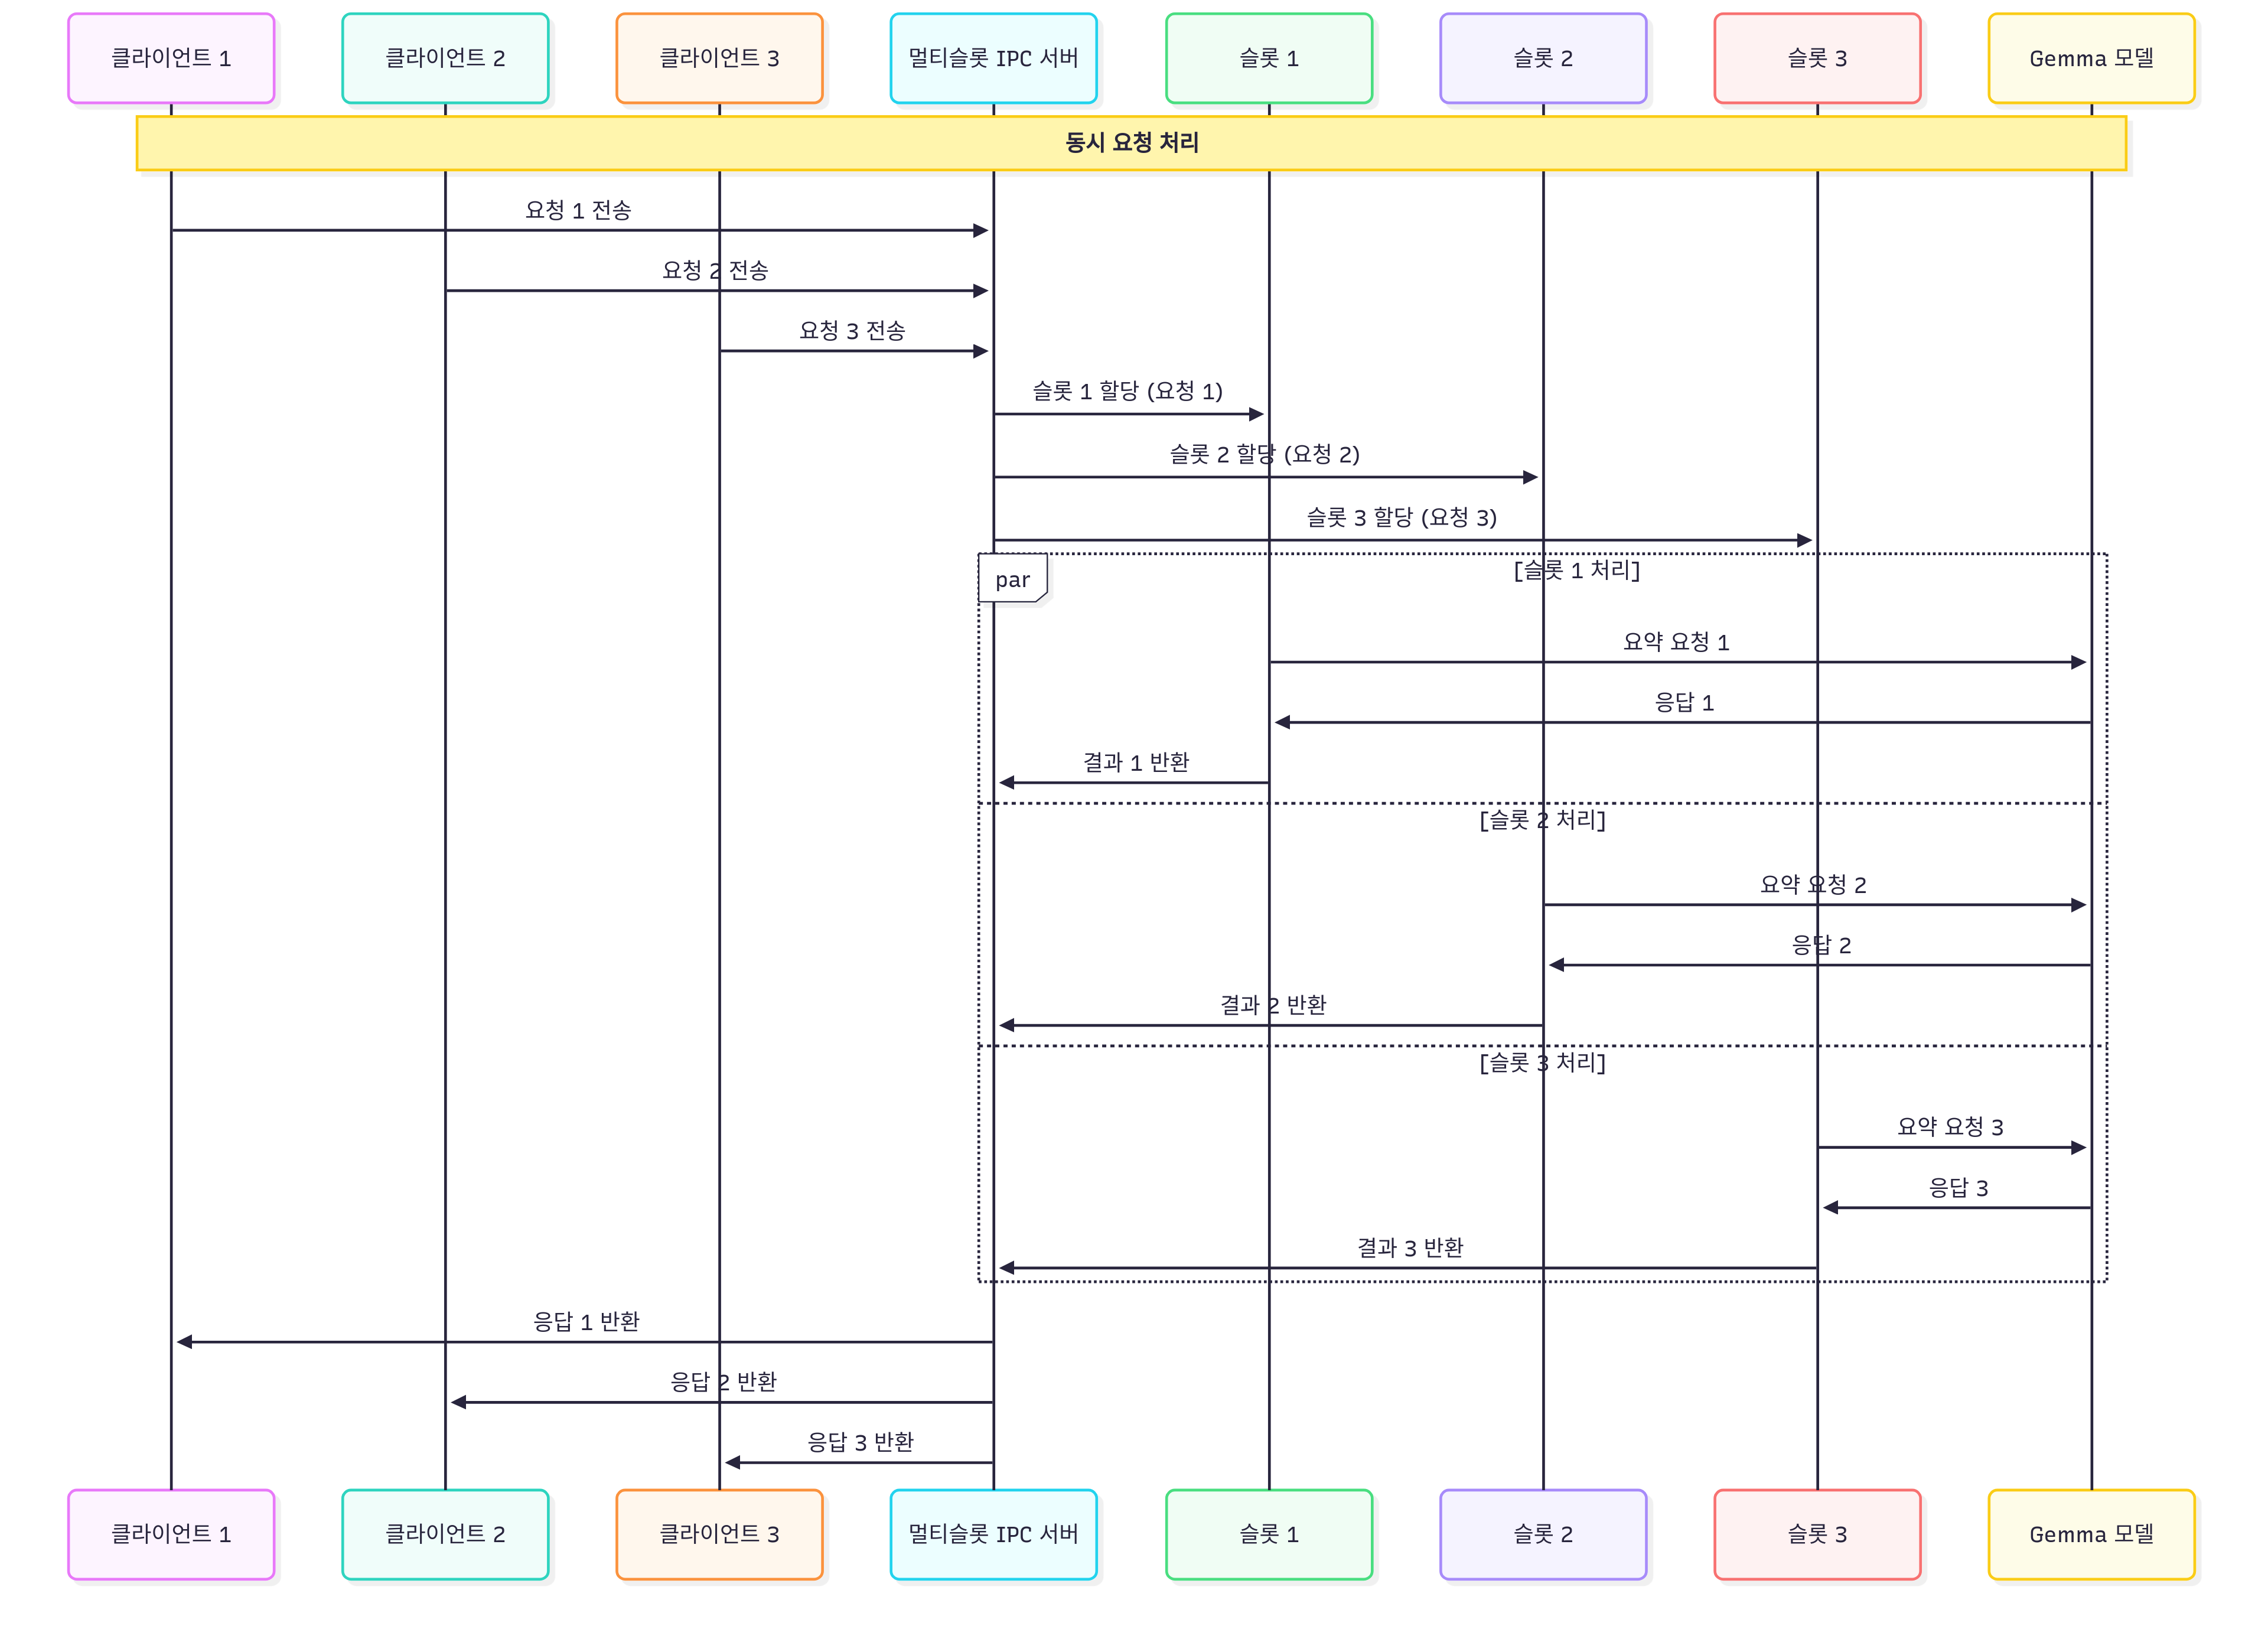 클라이언트 1
클라이언트 2
클라이언트 3
멀티슬롯 IPC 서버
슬롯 1
슬롯 2
슬롯 3
Gemma 모델
동시 요청 처리
요청 1 전송
요청 2 전송
요청 3 전송
슬롯 1 할당 (요청 1)
슬롯 2 할당 (요청 2)
슬롯 3 할당 (요청 3)
par
[슬롯 1 처리]
요약 요청 1
응답 1
결과 1 반환
[슬롯 2 처리]
요약 요청 2
응답 2
결과 2 반환
[슬롯 3 처리]
요약 요청 3
응답 3
결과 3 반환
응답 1 반환
응답 2 반환
응답 3 반환
클라이언트 1
클라이언트 2
클라이언트 3
멀티슬롯 IPC 서버
슬롯 1
슬롯 2
슬롯 3
Gemma 모델